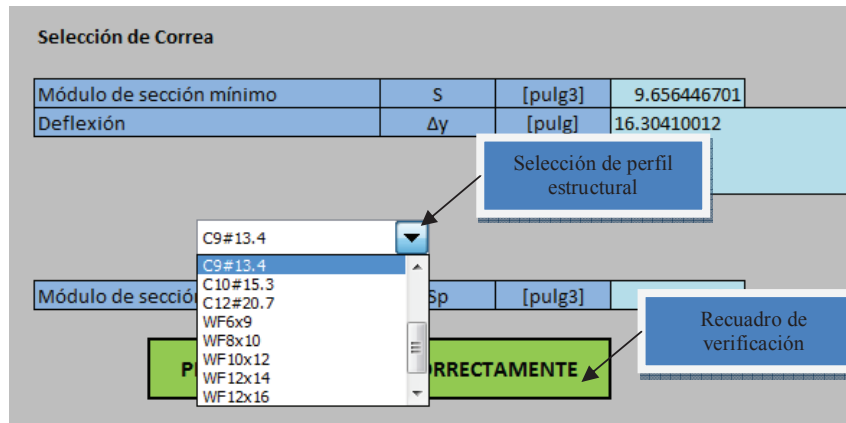 Selección de Correa
Módulo de sección mínimo S [pulg3] 9.656446701
Deflexión Δy [pulg] 16.30410012
Selección de perfil
estructural
C9#13.4
C9#13.4
C10#15.3
C12#20.7
WF6x9
WF8x10
WF10x12
WF12x14
WF12x16
Módulo de secció Sp [pulg3]
Recuadro de
verificación
P RRECTAMENTE